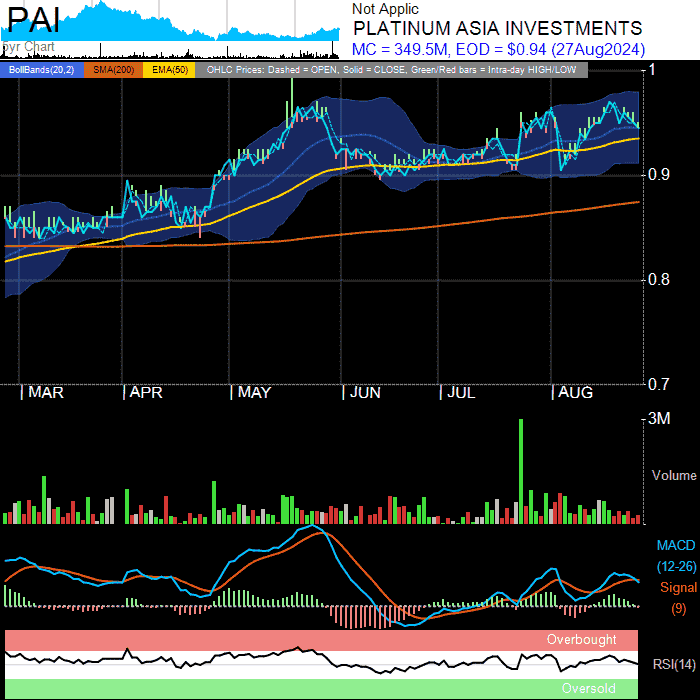 PAI
Not Applic
PLATINUM ASIA INVESTMENTS
MC = 349.5M, EOD = $0.94 (27Aug2024)
5yr Chart
BollBands(20,2) SMA(200) EMA(50) OHLC Prices: Dashed = OPEN, Solid = CLOSE, Green/Red bars = Intra-day HIGH/LOW
1
0.9
0.8
0.7
| MAR | APR | MAY | JUN | JUL | AUG
3M
Volume
MACD
(12-26)
Signal
(9)
Overbought
RSI(14)
Oversold